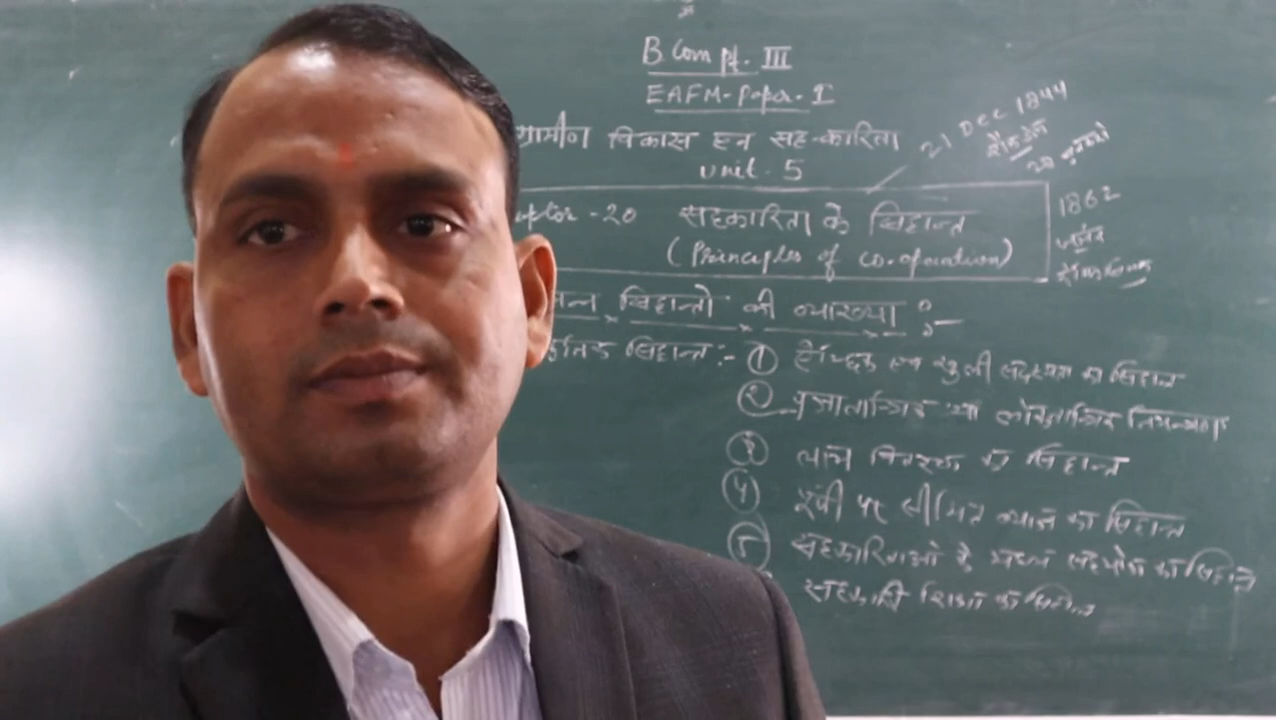 B.Com pt. III
EAFM-Paper-I
ग्रामीण विकास एवं सह-कारिता
unit. 5
21 Dec 1844
1862
-20 सहकारिता के सिद्दान्त
(Principles of co.operation)
सिद्दान्तो की व्याख्या :-
सिद्दान्त:- ① ऐच्छिक एवं खुली सदस्यता का सिद्दान्त
② प्रजातान्त्रिक या लोकतान्त्रिक नियन्त्रण
③ लाभ वितरण का सिद्दान्त
④ पूंजी पर सीमित ब्याज का सिद्दान्त
⑤ सहकारिताओं के मध्य सहयोग का सिद्दान्त
सहकारी शिक्षा का सिद्दान्त